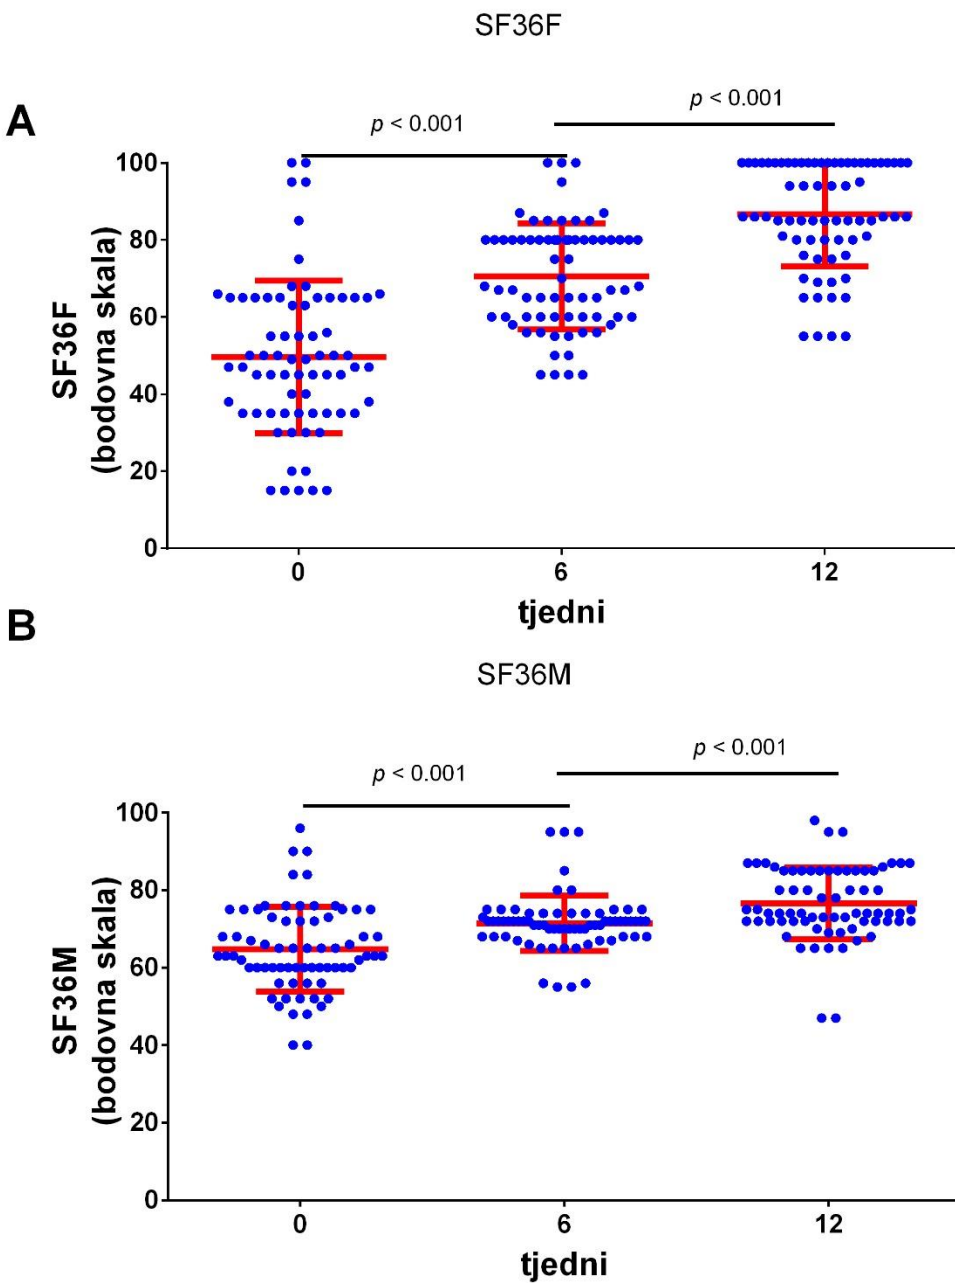 SF36F
A
p < 0.001
p < 0.001
SF36F
(bodovna skala)
100
80
60
40
20
0
0 6 12
tjedni
B
SF36M
p < 0.001
p < 0.001
SF36M
(bodovna skala)
100
80
60
40
20
0
0 6 12
tjedni